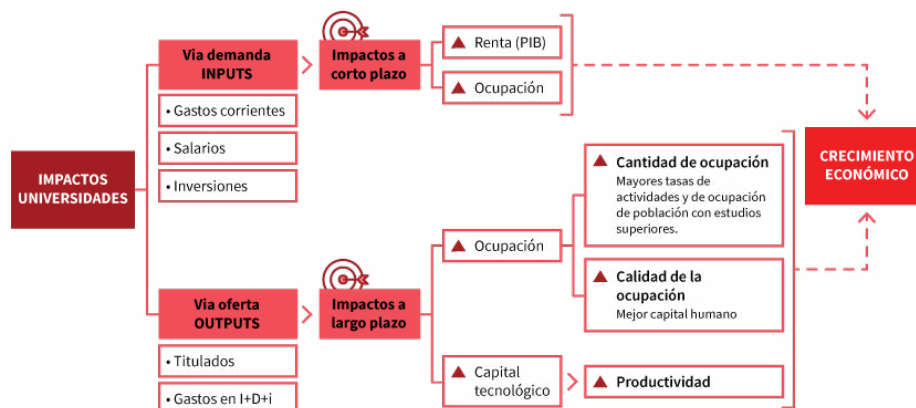 IMPACTOS
UNIVERSIDADES
Via demanda
INPUTS
• Gastos corrientes
• Salarios
• Inversiones
Impactos a
corto plazo
Renta (PIB)
Ocupación
Via oferta
OUTPUTS
• Titulados
• Gastos en I+D+i
Impactos a
largo plazo
Ocupación
Cantidad de ocupación
Mayores tasas de
actividades y de ocupación
de población con estudios
superiores.
Calidad de la
ocupación
Mejor capital humano
Capital
tecnológico
Productividad
CRECIMIENTO
ECONÓMICO